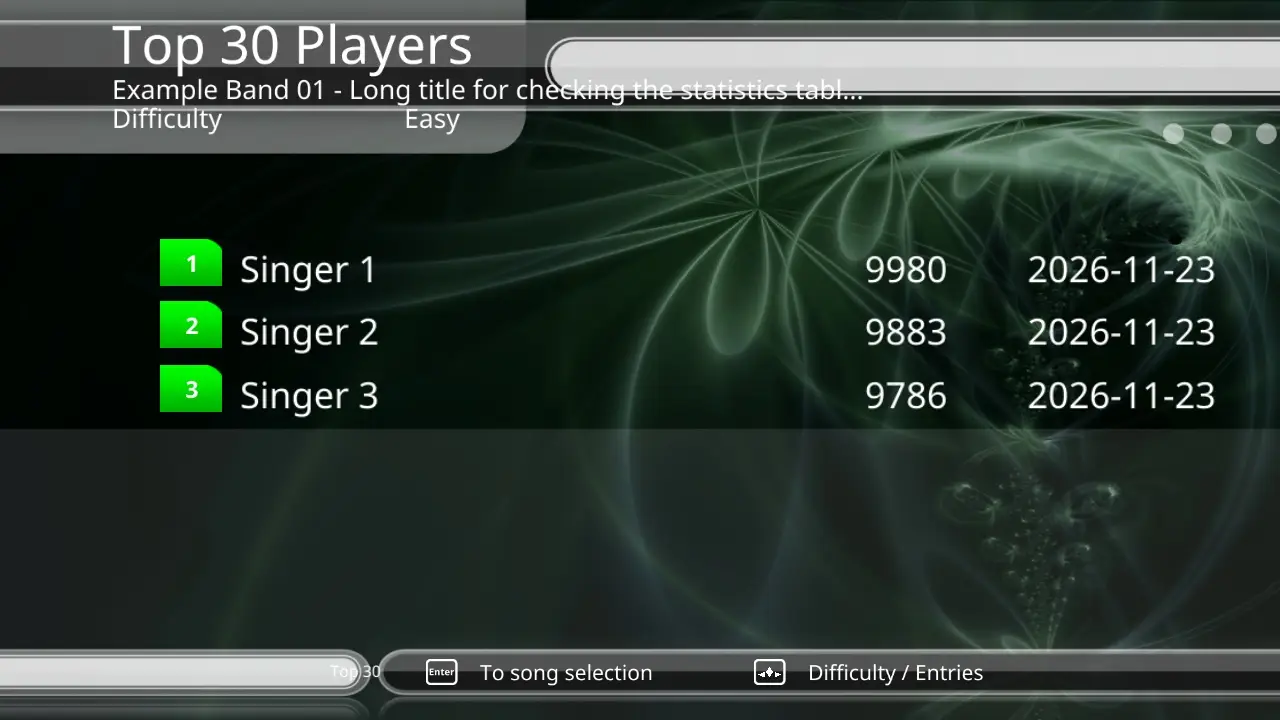 Top 30 Players
Example Band 01 - Long title for checking the statistics tabl...
Difficulty Easy
1 Singer 1 9980 2026-11-23
2 Singer 2 9883 2026-11-23
3 Singer 3 9786 2026-11-23
Top 30 Enter To song selection Difficulty / Entries